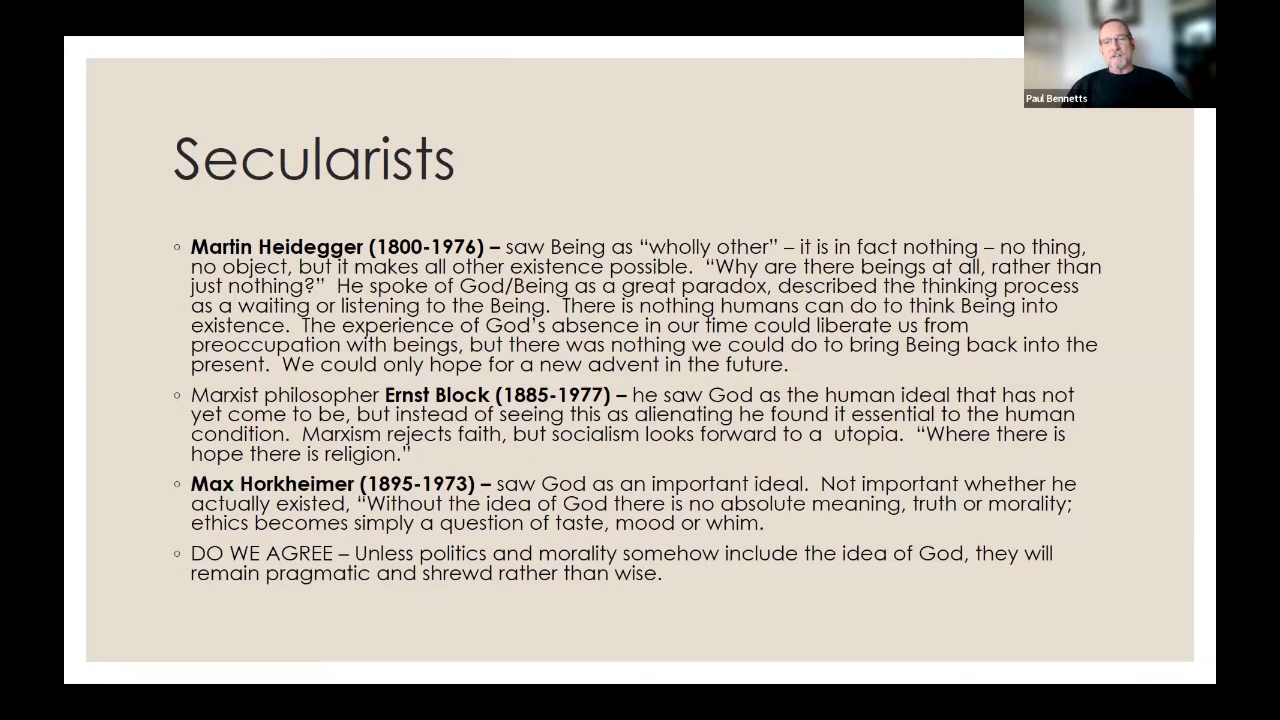 Paul Bennetts
Secularists
◦ Martin Heidegger (1800-1976) – saw Being as “wholly other” – it is in fact nothing – no thing,
no object, but it makes all other existence possible.  “Why are there beings at all, rather than
just nothing?”  He spoke of God/Being as a great paradox, described the thinking process
as a waiting or listening to the Being.  There is nothing humans can do to think Being into
existence.  The experience of God’s absence in our time could liberate us from
preoccupation with beings, but there was nothing we could do to bring Being back into the
present.  We could only hope for a new advent in the future.
◦ Marxist philosopher Ernst Block (1885-1977) – he saw God as the human ideal that has not
yet come to be, but instead of seeing this as alienating he found it essential to the human
condition.  Marxism rejects faith, but socialism looks forward to a  utopia.  “Where there is
hope there is religion.”
◦ Max Horkheimer (1895-1973) – saw God as an important ideal.  Not important whether he
actually existed, “Without the idea of God there is no absolute meaning, truth or morality;
ethics becomes simply a question of taste, mood or whim.
◦ DO WE AGREE – Unless politics and morality somehow include the idea of God, they will
remain pragmatic and shrewd rather than wise.